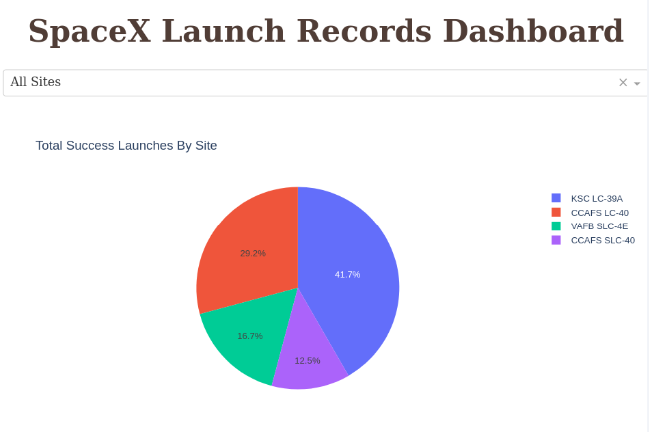 SpaceX Launch Records Dashboard
All Sites
Total Success Launches By Site
KSC LC-39A
CCAFS LC-40
VAFB SLC-4E
CCAFS SLC-40
29.2%
41.7%
16.7%
12.5%